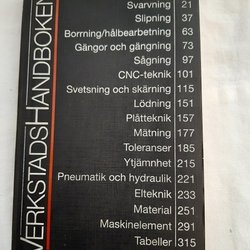 VERKSTADSHANDBOKEN
Svarvning 21
Slipning 37
Borrning/hålbearbetning 63
Gängor och gängning 73
Sågning 97
CNC-teknik 101
Svetsning och skärning 115
Lödning 151
Plåtteknik 157
Mätning 177
Toleranser 185
Ytjämnhet 215
Pneumatik och hydraulik 221
Elteknik 233
Material 251
Maskinelement 291
Tabeller 315